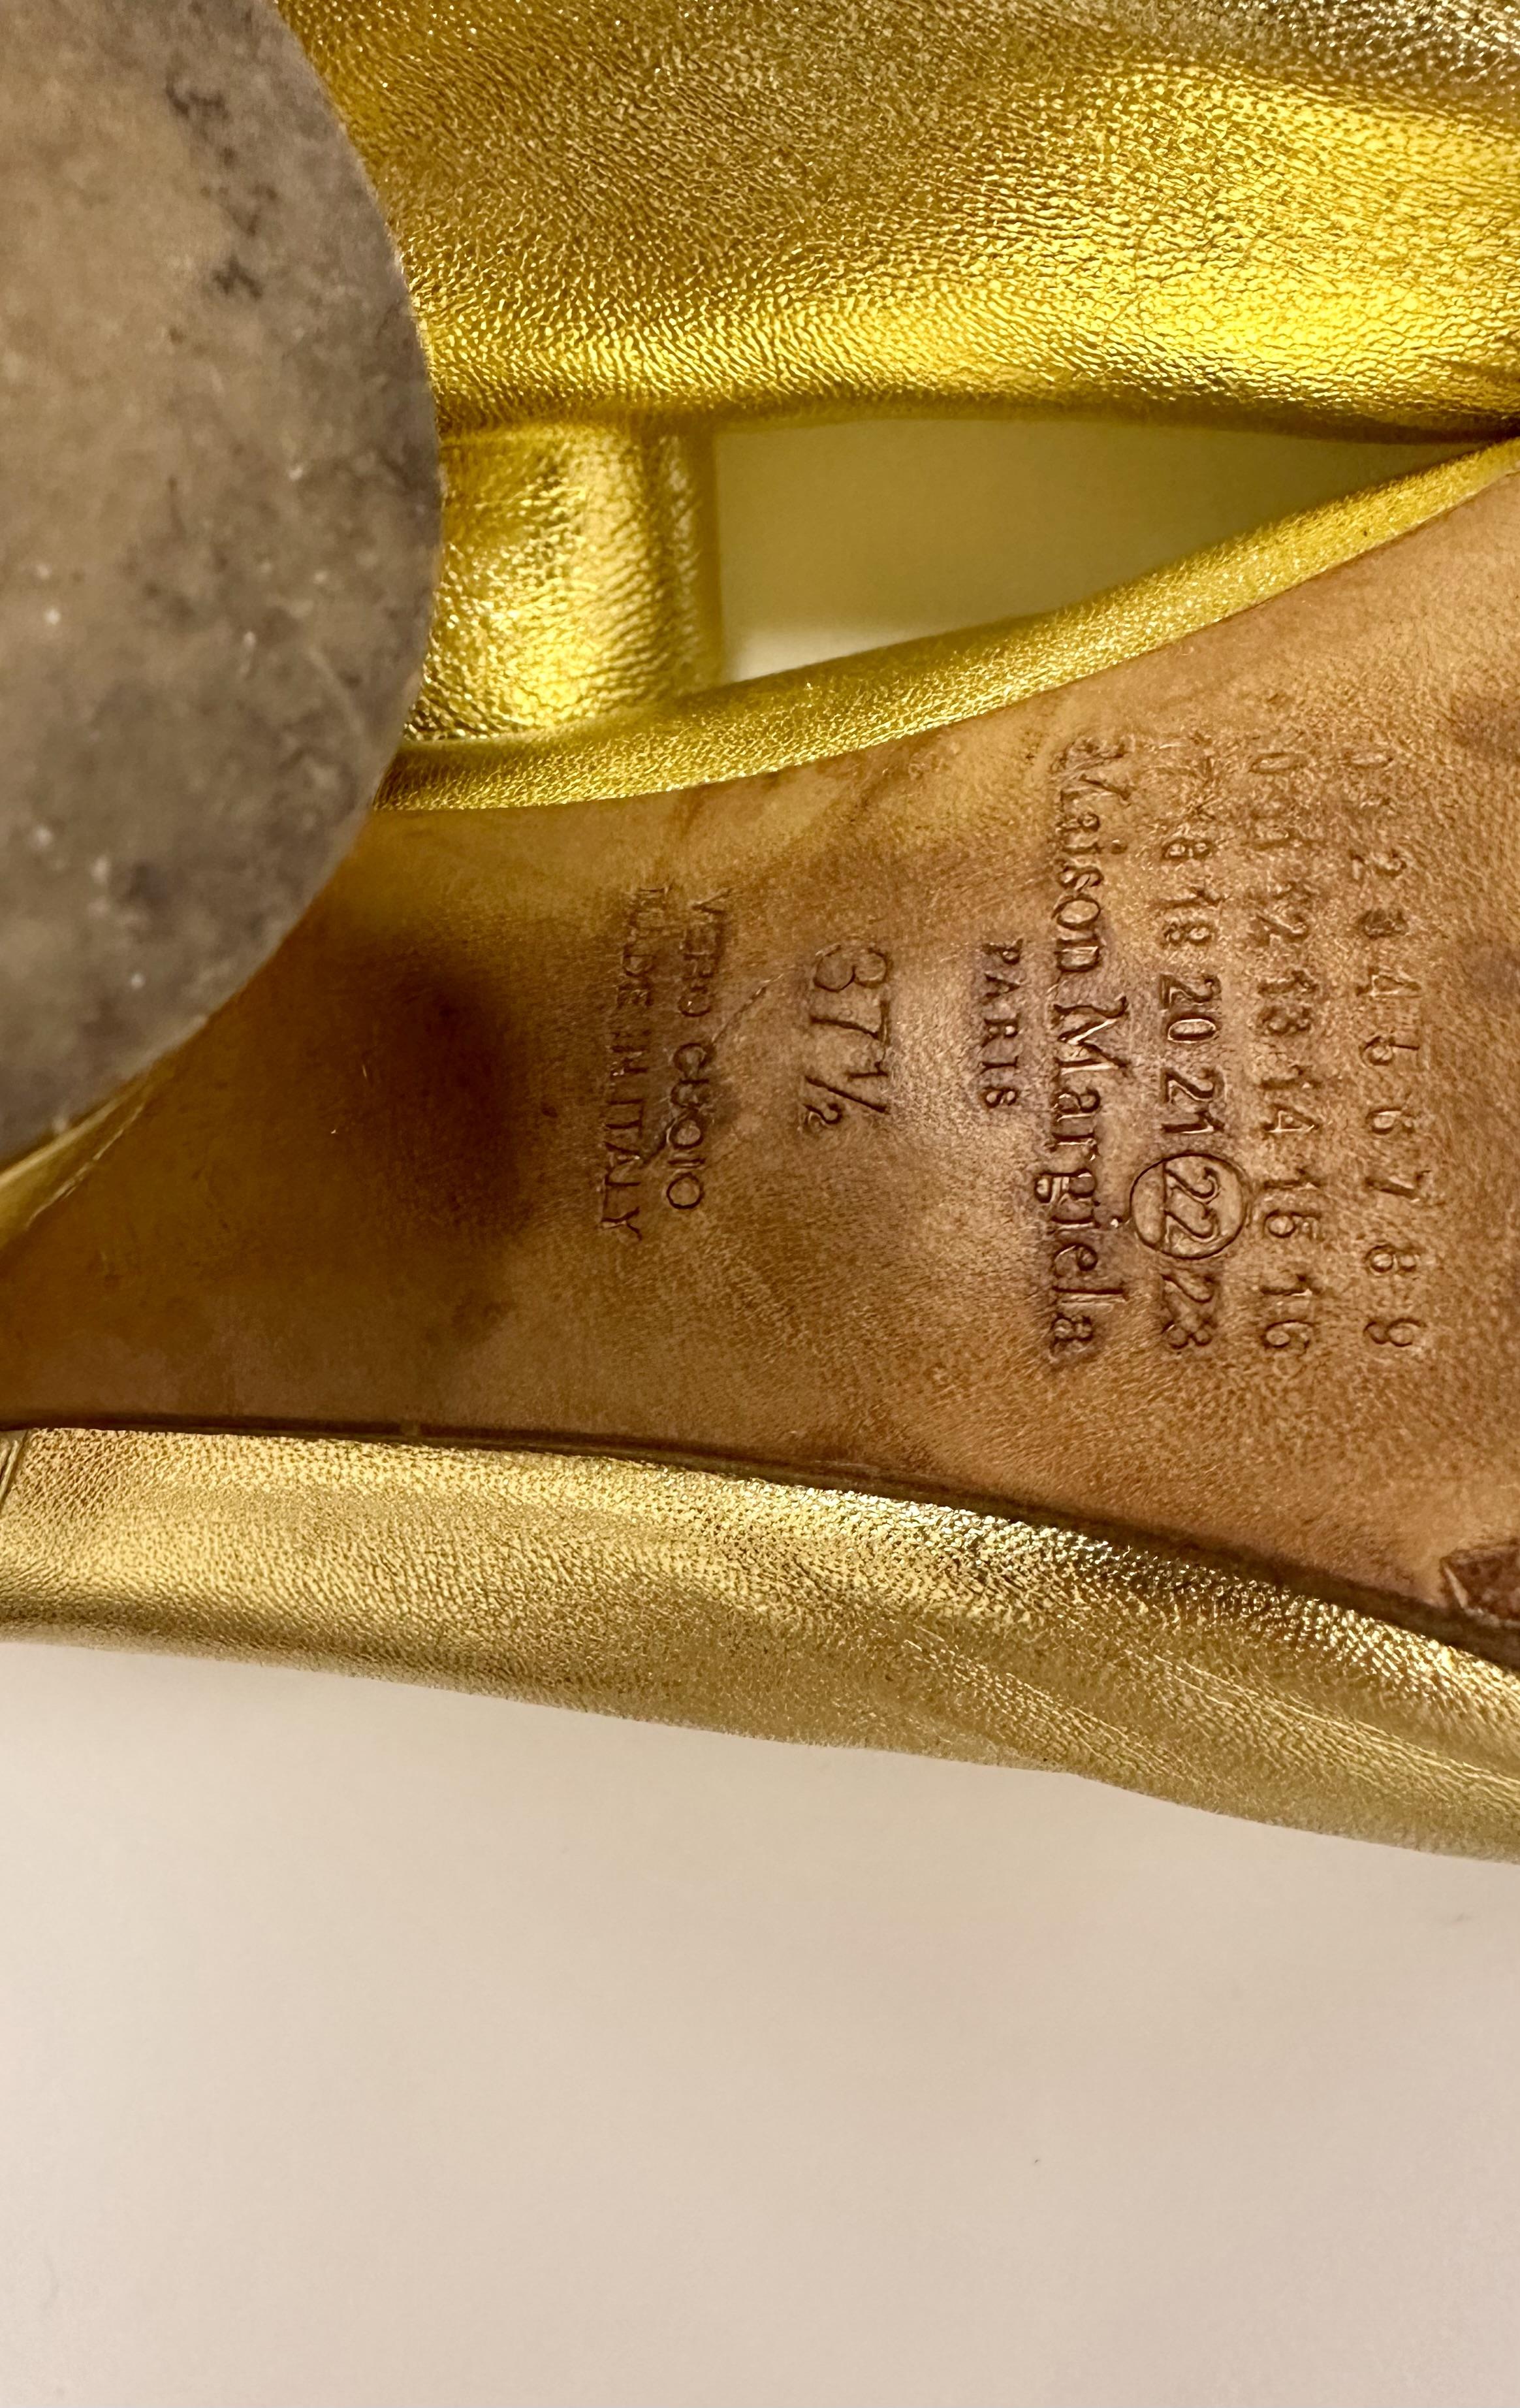 0 1 2 3 4 5 6 7 8 9
10 11 12 13 14 15 16
17 18 19 20 21 22 23
Maison Margiela
PARIS
37½
VERO CUOIO
MADE IN ITALY